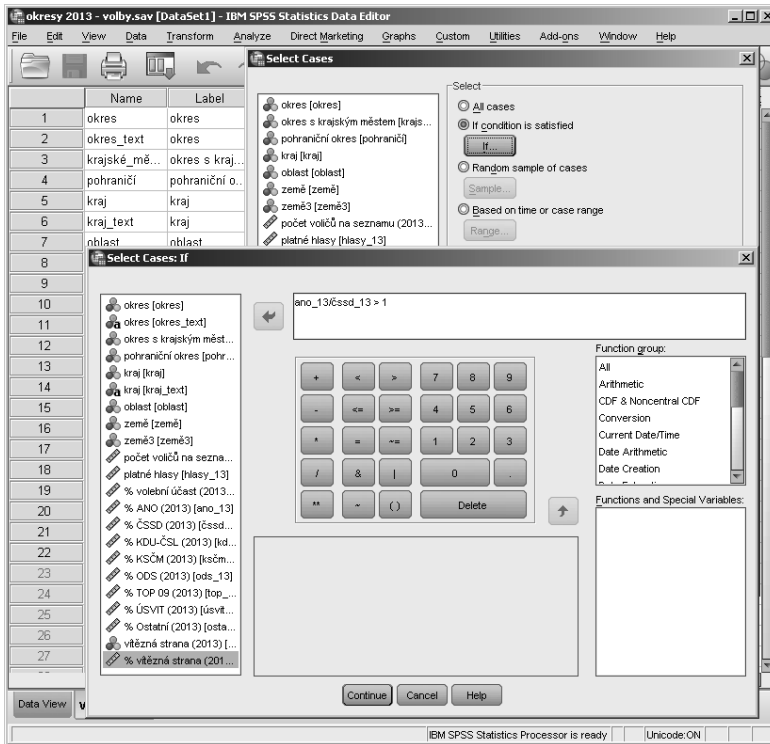 okresy 2013 - volby.sav [DataSet1] - IBM SPSS Statistics Data Editor
File Edit View Data Transform Analyze Direct Marketing Graphs Custom Utilities Add-ons Window Help
Select Cases
Name Label
1 okres okres
2 okres_text okres
3 krajské_mě... okres s kraj...
4 pohraničí pohraniční o...
5 kraj kraj
6 kraj_text kraj
7 oblast oblast
8
9
10
11
12
13
14
15
16
17
18
19
20
21
22
23
24
25
26
27
okres [okres]
okres s krajským městem [krajs...
pohraniční okres [pohraničí]
kraj [kraj]
oblast [oblast]
země [země]
země3 [země3]
počet voličů na seznamu (2013...
platné hlasy [hlasy_13]
Select
All cases
If condition is satisfied
If...
Random sample of cases
Sample...
Based on time or case range
Range...
Select Cases: If
okres [okres]
okres [okres_text]
okres s krajským měst...
pohraniční okres [pohr...
kraj [kraj]
kraj [kraj_text]
oblast [oblast]
země [země]
země3 [země3]
počet voličů na sezna...
platné hlasy [hlasy_13]
% volební účast (2013...
% ANO (2013) [ano_13]
% ČSSD (2013) [čssd...
% KDU-ČSL (2013) [kd...
% KSČM (2013) [ksčm...
% ODS (2013) [ods_13]
% TOP 09 (2013) [top_...
% ÚSVIT (2013) [úsvit...
% Ostatní (2013) [osta...
vítězná strana (2013) [...
% vítězná strana (201...
ano_13/čssd_13 > 1
+ < > 7 8 9
- <= >= 4 5 6
* = ~= 1 2 3
/ & | 0 .
** ~ ( ) Delete
Function group:
All
Arithmetic
CDF & Noncentral CDF
Conversion
Current Date/Time
Date Arithmetic
Date Creation
Functions and Special Variables:
Continue Cancel Help
Data View
IBM SPSS Statistics Processor is ready Unicode:ON